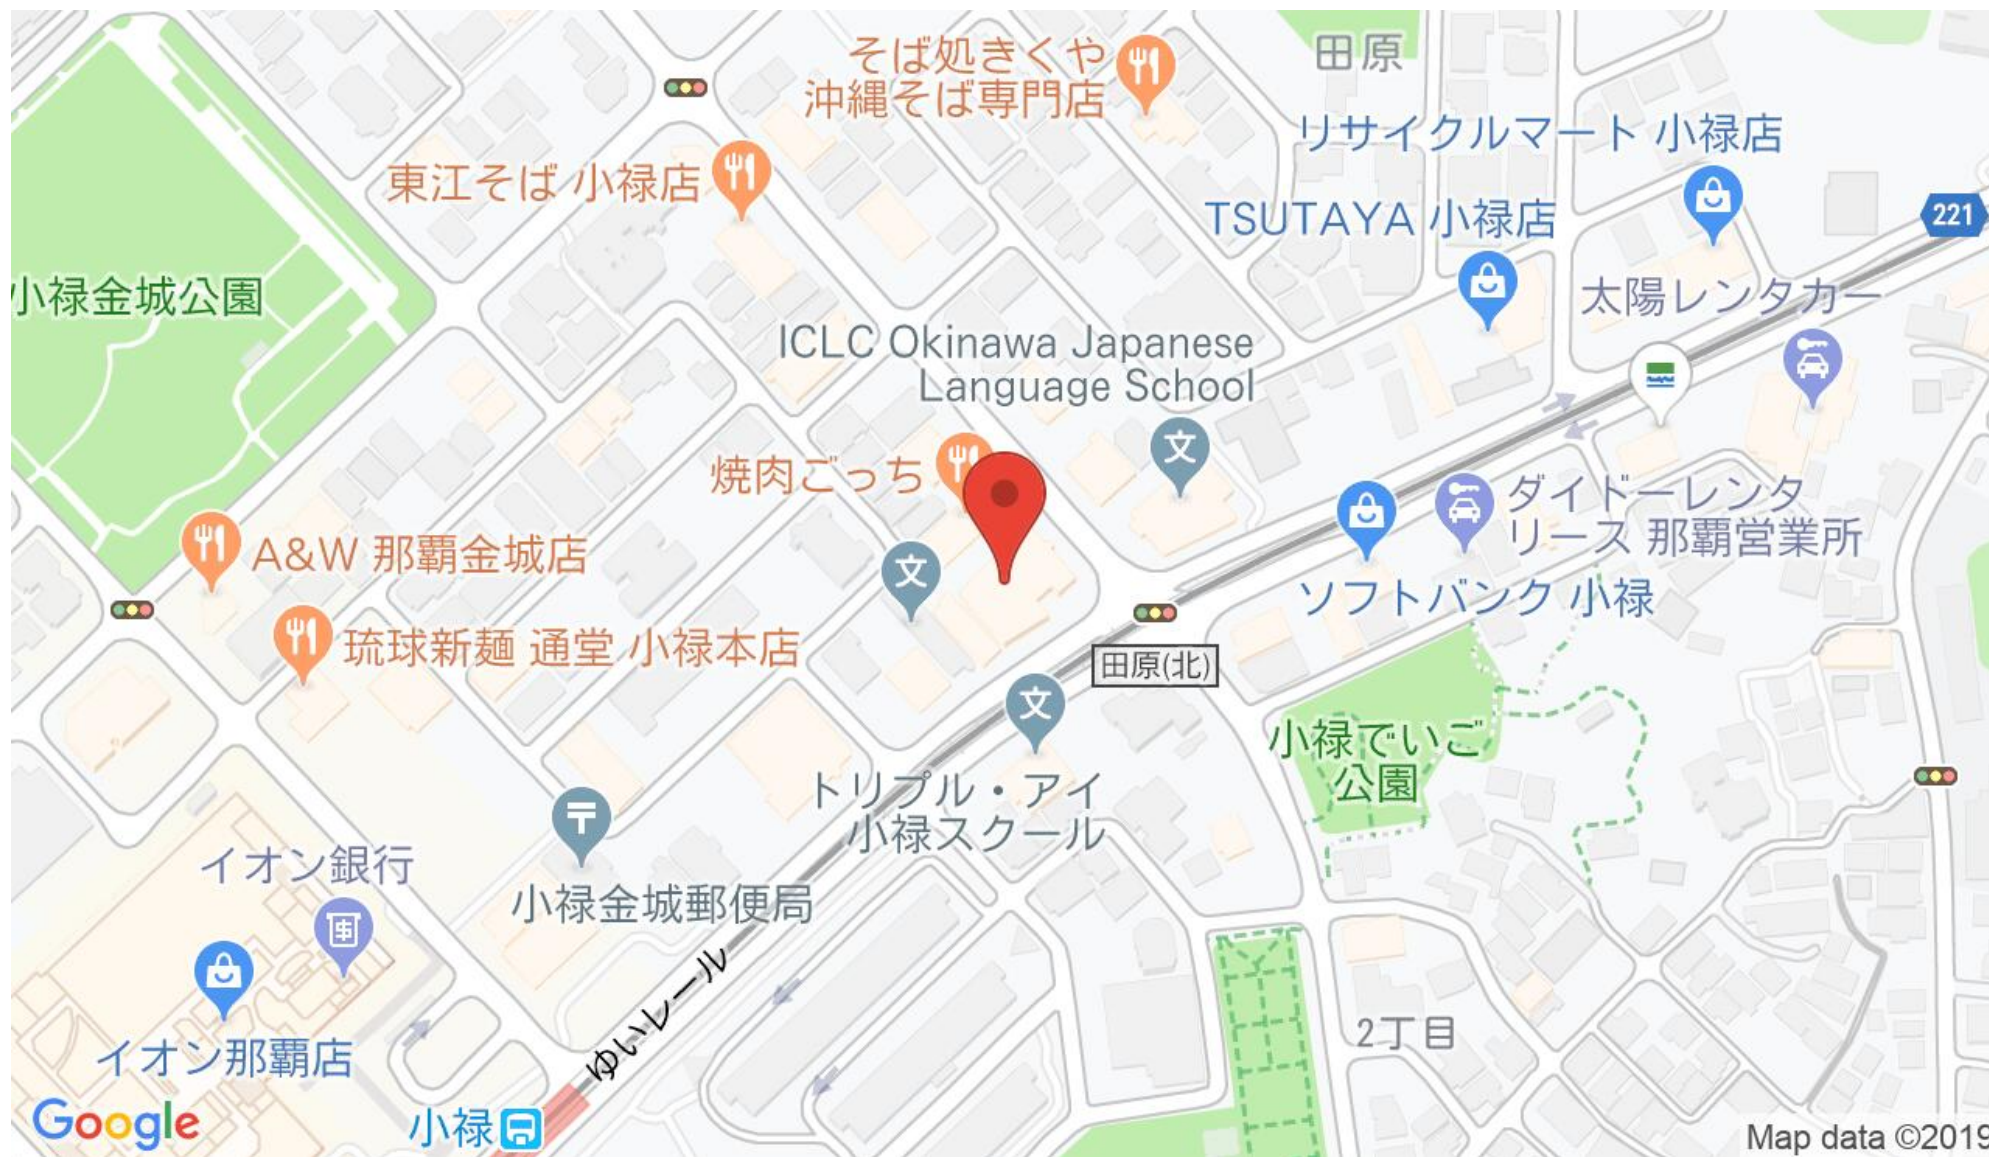 そば処きくや
沖縄そば専門店
田原
リサイクルマート 小禄店
東江そば 小禄店
TSUTAYA 小禄店
221
小禄金城公園
太陽レンタカー
ICLC Okinawa Japanese
Language School
文
焼肉ごっち
ダイドーレンタ
リース 那覇営業所
A&W 那覇金城店
文
ソフトバンク 小禄
琉球新麺 通堂 小禄本店
田原(北)
文
小禄でいご
公園
トリプル・アイ
小禄スクール
〒
イオン銀行
小禄金城郵便局
ゆいレール
2丁目
イオン那覇店
Google
小禄
Map data ©2019